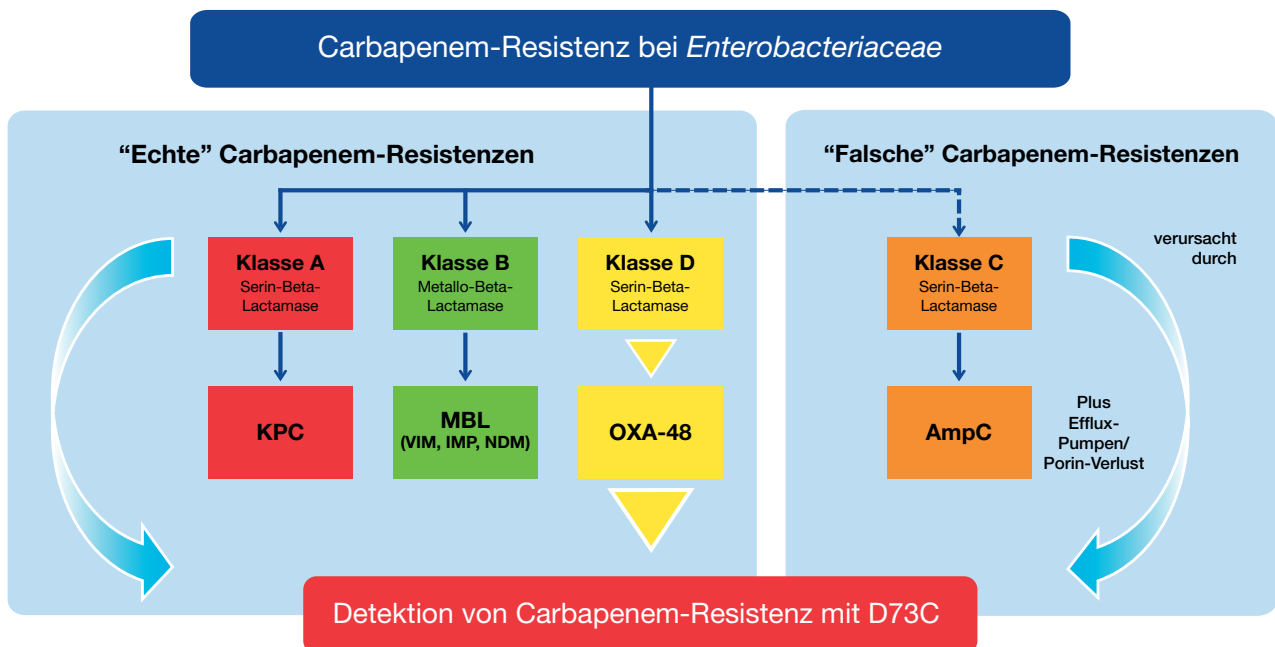 Carbapenem-Resistenz bei Enterobacteriaceae
“Echte” Carbapenem-Resistenzen
“Falsche” Carbapenem-Resistenzen
Klasse A
Serin-Beta-
Lactamase
Klasse B
Metallo-Beta-
Lactamase
Klasse D
Serin-Beta-
Lactamase
Klasse C
Serin-Beta-
Lactamase
verursacht
durch
KPC
MBL
(VIM, IMP, NDM)
OXA-48
AmpC
Plus
Efflux-
Pumpen/
Porin-Verlust
Detektion von Carbapenem-Resistenz mit D73C